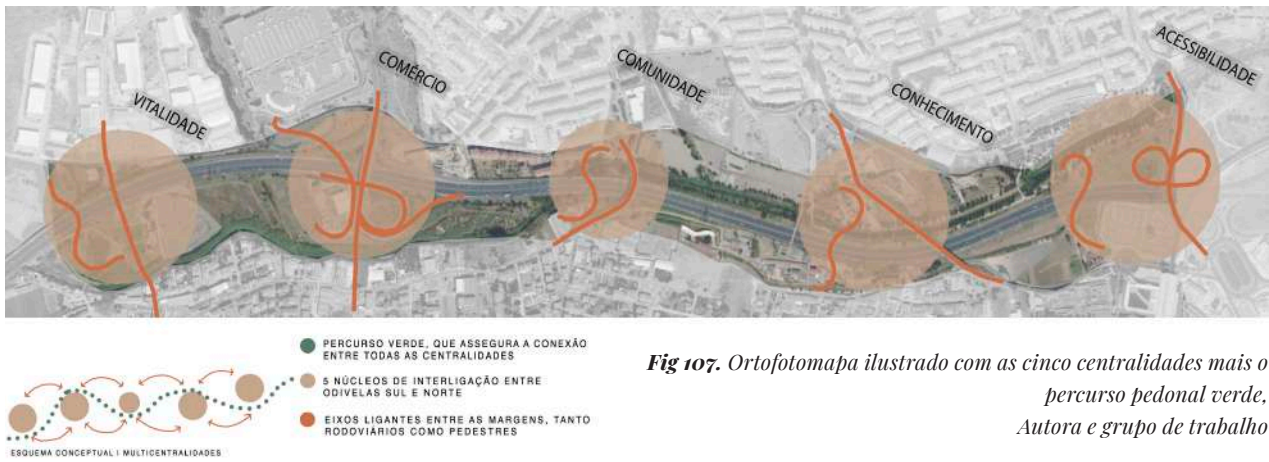 VITALIDADE
COMÉRCIO
COMUNIDADE
CONHECIMENTO
ACESSIBILIDADE
PERCURSO VERDE, QUE ASSEGURA A CONEXÃO
ENTRE TODAS AS CENTRALIDADES
5 NÚCLEOS DE INTERLIGAÇÃO ENTRE
ODIVELAS SUL E NORTE
EIXOS LIGANTES ENTRE AS MARGENS, TANTO
RODOVIÁRIOS COMO PEDESTRES
ESQUEMA CONCEPTUAL | MULTICENTRALIDADES
Fig 107. Ortofotomapa ilustrado com as cinco centralidades mais o
percurso pedonal verde,
Autora e grupo de trabalho